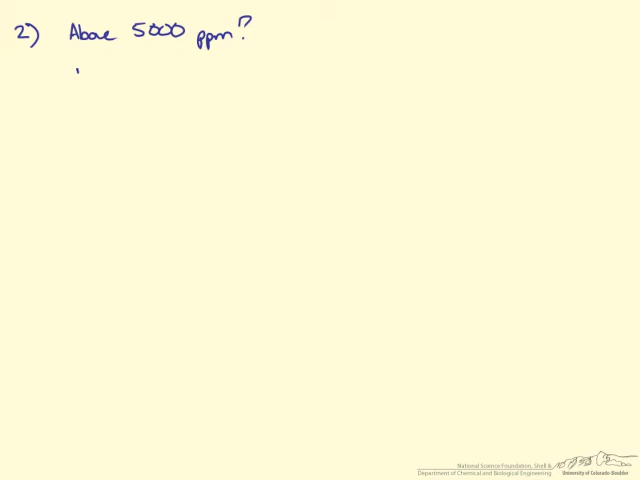 2) Above 5000 ppm?
National Science Foundation, Shell &
Department of Chemical and Biological Engineering
University of Colorado-Boulder